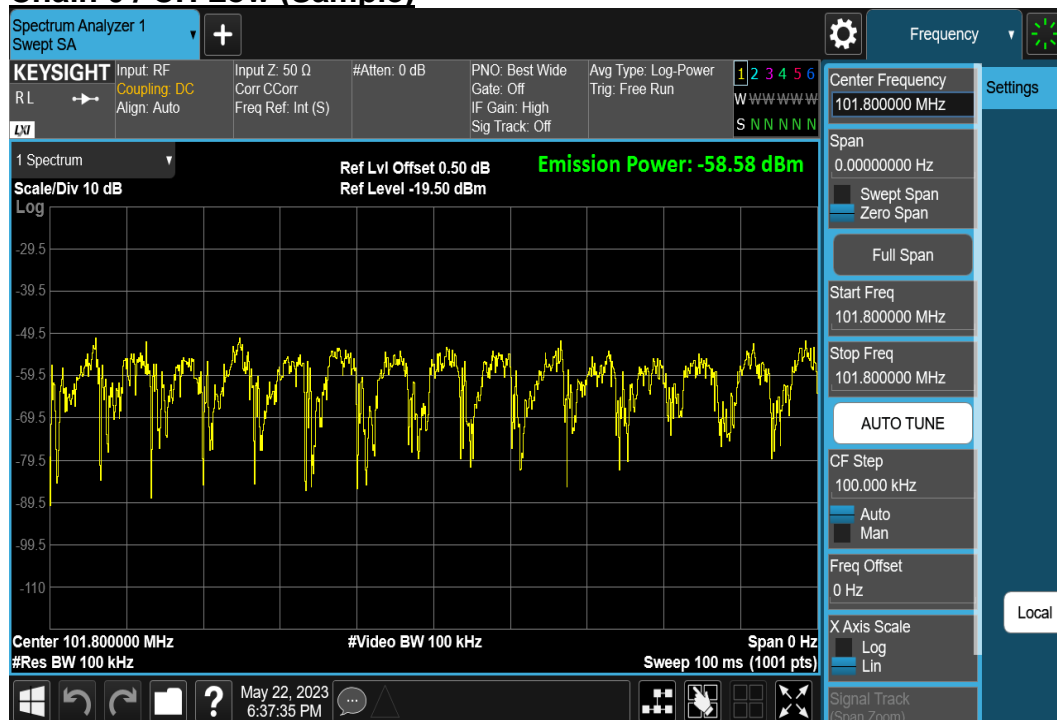 Chain 0 / CH Low (Sample)
Spectrum Analyzer 1
Swept SA
Frequency
KEYSIGHT
R L
LXI
Input: RF
Coupling: DC
Align: Auto
Input Z: 50 Ω
Corr CCorr
Freq Ref: Int (S)
#Atten: 0 dB
PNO: Best Wide
Gate: Off
IF Gain: High
Sig Track: Off
Avg Type: Log-Power
Trig: Free Run
1 2 3 4 5 6
W W W W W W
S N N N N N
1 Spectrum
Scale/Div 10 dB
Log
Ref Lvl Offset 0.50 dB
Ref Level -19.50 dBm
Emission Power: -58.58 dBm
-29.5
-39.5
-49.5
-59.5
-69.5
-79.5
-89.5
-99.5
-110
Center 101.800000 MHz
#Res BW 100 kHz
#Video BW 100 kHz
Span 0 Hz
Sweep 100 ms (1001 pts)
Center Frequency
101.800000 MHz
Span
0.00000000 Hz
Swept Span
Zero Span
Full Span
Start Freq
101.800000 MHz
Stop Freq
101.800000 MHz
AUTO TUNE
CF Step
100.000 kHz
Auto
Man
Freq Offset
0 Hz
X Axis Scale
Log
Lin
Signal Track
(Span Zoom)
Settings
Local
?
May 22, 2023
6:37:35 PM